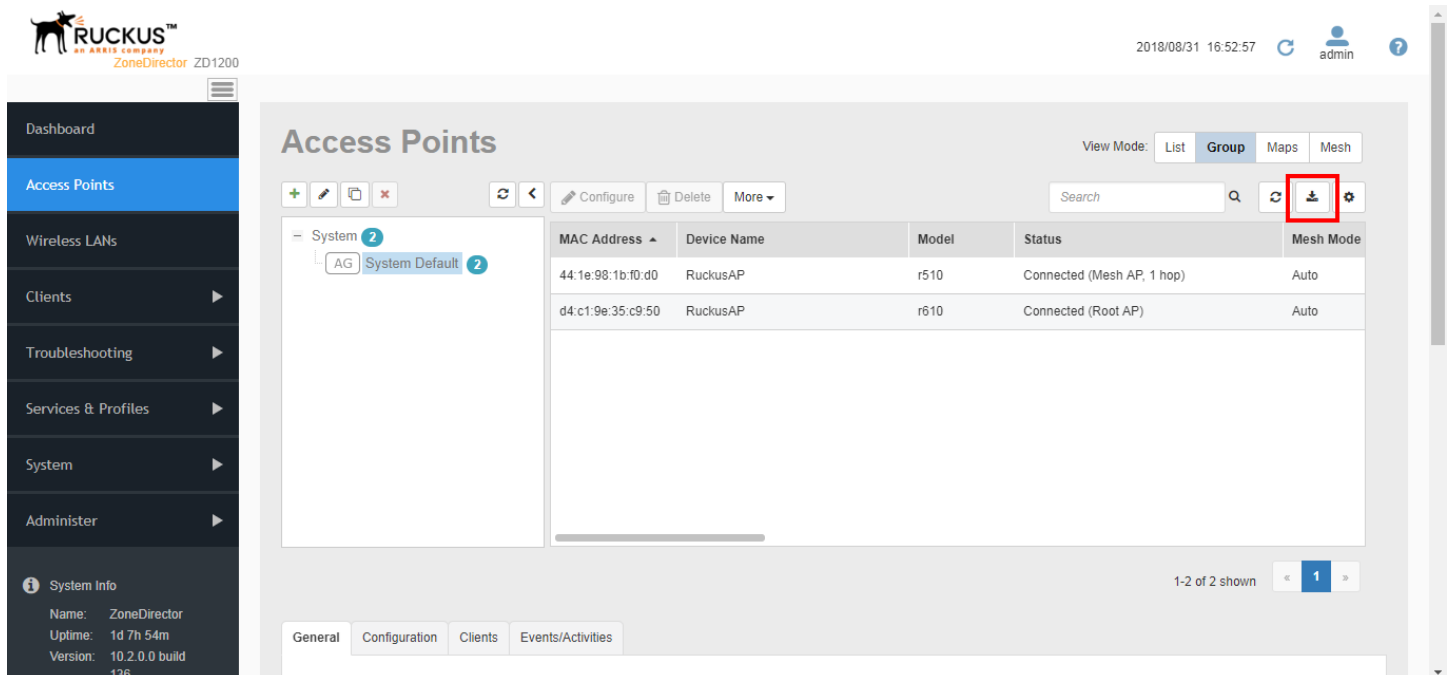 RUCKUS™
an ARRIS company
ZoneDirector ZD1200
2018/08/31 16:52:57
admin
Dashboard
Access Points
Wireless LANs
Clients
Troubleshooting
Services & Profiles
System
Administer
System Info
Name: ZoneDirector
Uptime: 1d 7h 54m
Version: 10.2.0.0 build
136
Access Points
View Mode: List Group Maps Mesh
Configure Delete More
Search
System 2
AG System Default 2
MAC Address Device Name Model Status Mesh Mode
44:1e:98:1b:f0:d0 RuckusAP r510 Connected (Mesh AP, 1 hop) Auto
d4:c1:9e:35:c9:50 RuckusAP r610 Connected (Root AP) Auto
1-2 of 2 shown « 1 »
General Configuration Clients Events/Activities